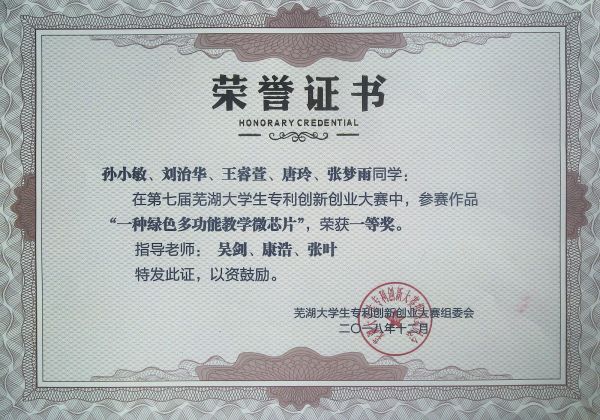 荣誉证书
HONORARY CREDENTIAL
孙小敏、刘治华、王睿萱、唐玲、张梦雨同学：
在第七届芜湖大学生专利创新创业大赛中，参赛作品
“一种绿色多功能教学微芯片”，荣获一等奖。
指导老师： 吴剑、康浩、张叶
特发此证，以资鼓励。
芜湖大学生专利创新创业大赛组委会
二〇一八年十二月